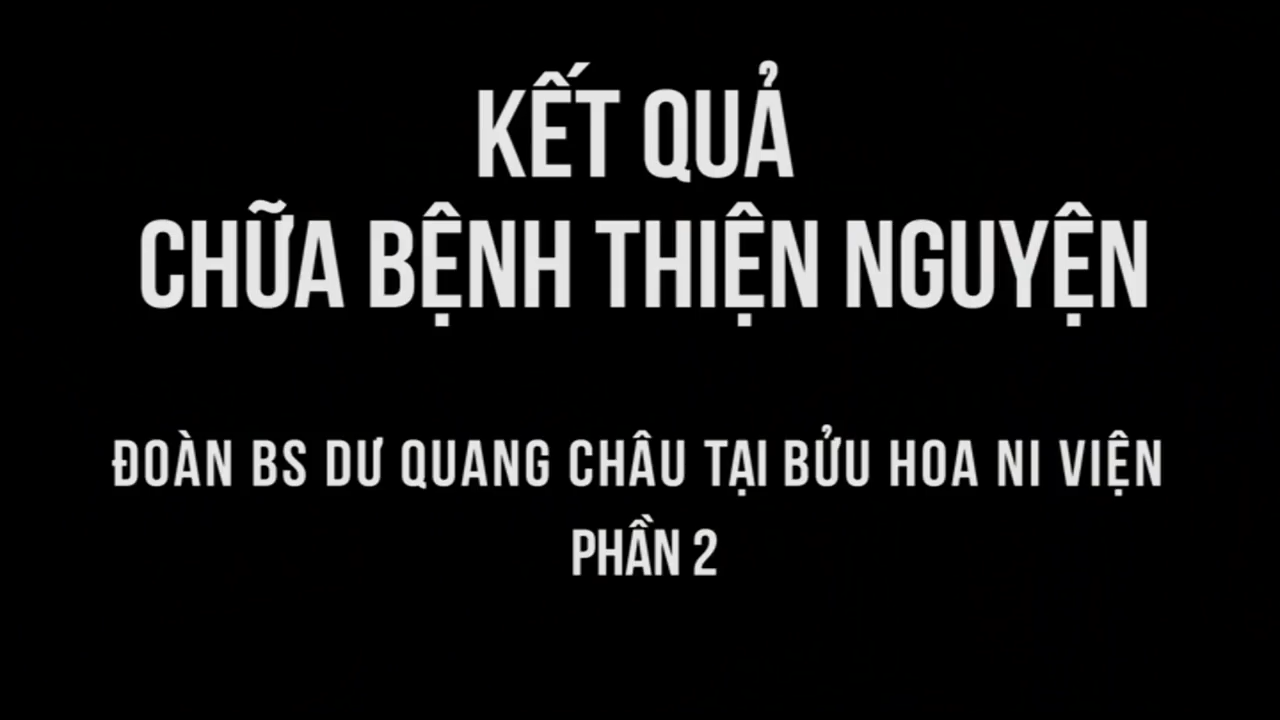 KẾT QUẢ
CHỮA BỆNH THIỆN NGUYỆN
ĐOÀN BS DƯ QUANG CHÂU TẠI BỬU HOA NI VIỆN
PHẦN 2